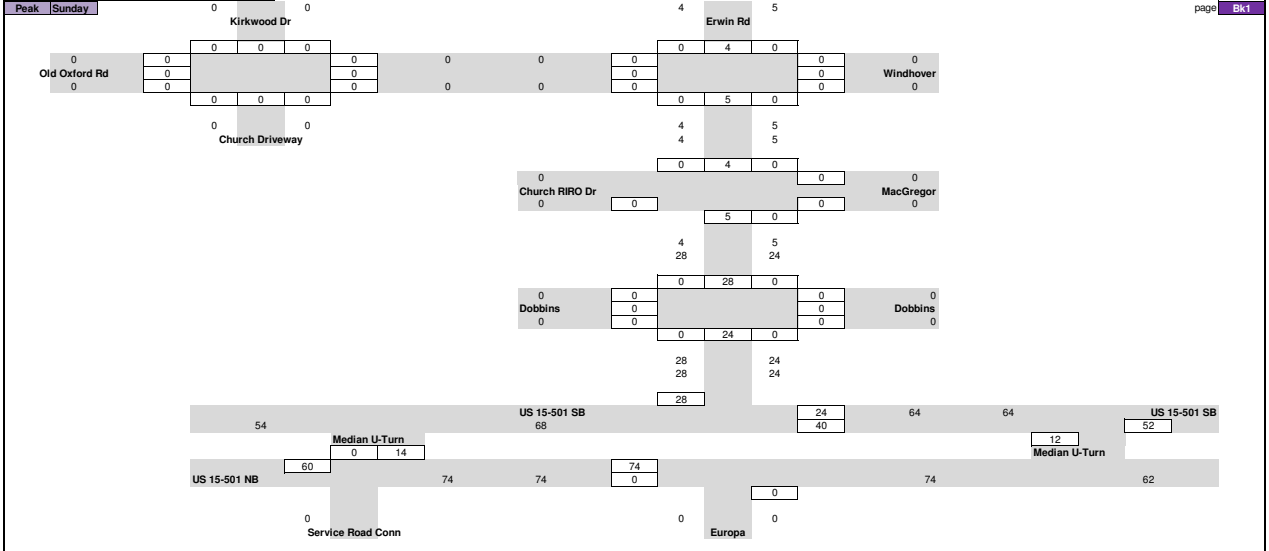 Peak Sunday 0 0 4 5 page Bk1
Kirkwood Dr Erwin Rd
0 0 0 0 4 0
0 0 0 0 0 0 0 0
Old Oxford Rd 0 0 0 0 Windhover
0 0 0 0 0 0 0 0
0 0 0 0 5 0
0 0 4 5
Church Driveway 4 5
0 4 0
0 0 0
Church RIRO Dr MacGregor
0 0 0 0
5 0
4 5
28 24
0 28 0
0 0 0 0
Dobbins 0 0 Dobbins
0 0 0 0
0 24 0
28 24
28 24
28
US 15-501 SB 24 64 64 US 15-501 SB
54 68 40 52
Median U-Turn 12
0 14 Median U-Turn
60 74
US 15-501 NB 74 74 0 74 62
0
0 0 0
Service Road Conn Europa